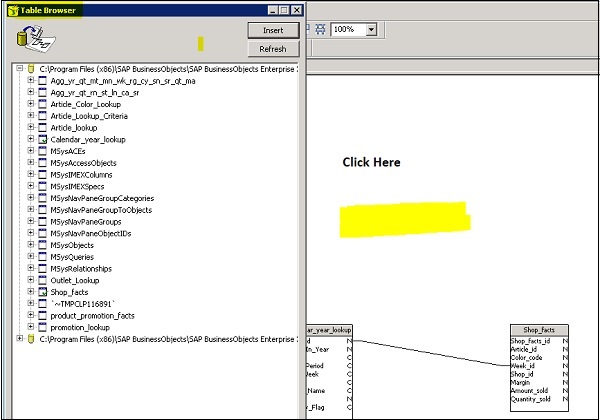 Table Browser
Insert
Refresh
100%
C:\Program Files (x86)\SAP BusinessObjects\SAP BusinessObjects Enterprise
Agg_yr_qt_mt_mn_wk_rg_cy_sn_sr_qt_ma
Agg_yr_qt_rn_st_ln_ca_sr
Article_Color_Lookup
Article_Lookup_Criteria
Article_lookup
Calendar_year_lookup
MSysACEs
MSysAccessObjects
MSysIMEXColumns
MSysIMEXSpecs
MSysNavPaneGroupCategories
MSysNavPaneGroupToObjects
MSysNavPaneGroups
MSysNavPaneObjectIDs
MSysObjects
MSysQueries
MSysRelationships
Outlet_Lookup
Shop_facts
`~TMPCLP116891`
product_promotion_facts
promotion_lookup
C:\Program Files (x86)\SAP BusinessObjects\SAP BusinessObjects Enterprise
Click Here
ar_year_lookup
d N
In_Year N
C
Period C
Week C
_Name C
y_Flag C
Shop_facts
Shop_facts_id N
Article_id N
Color_code N
Week_id N
Shop_id N
Margin N
Amount_sold N
Quantity_sold N